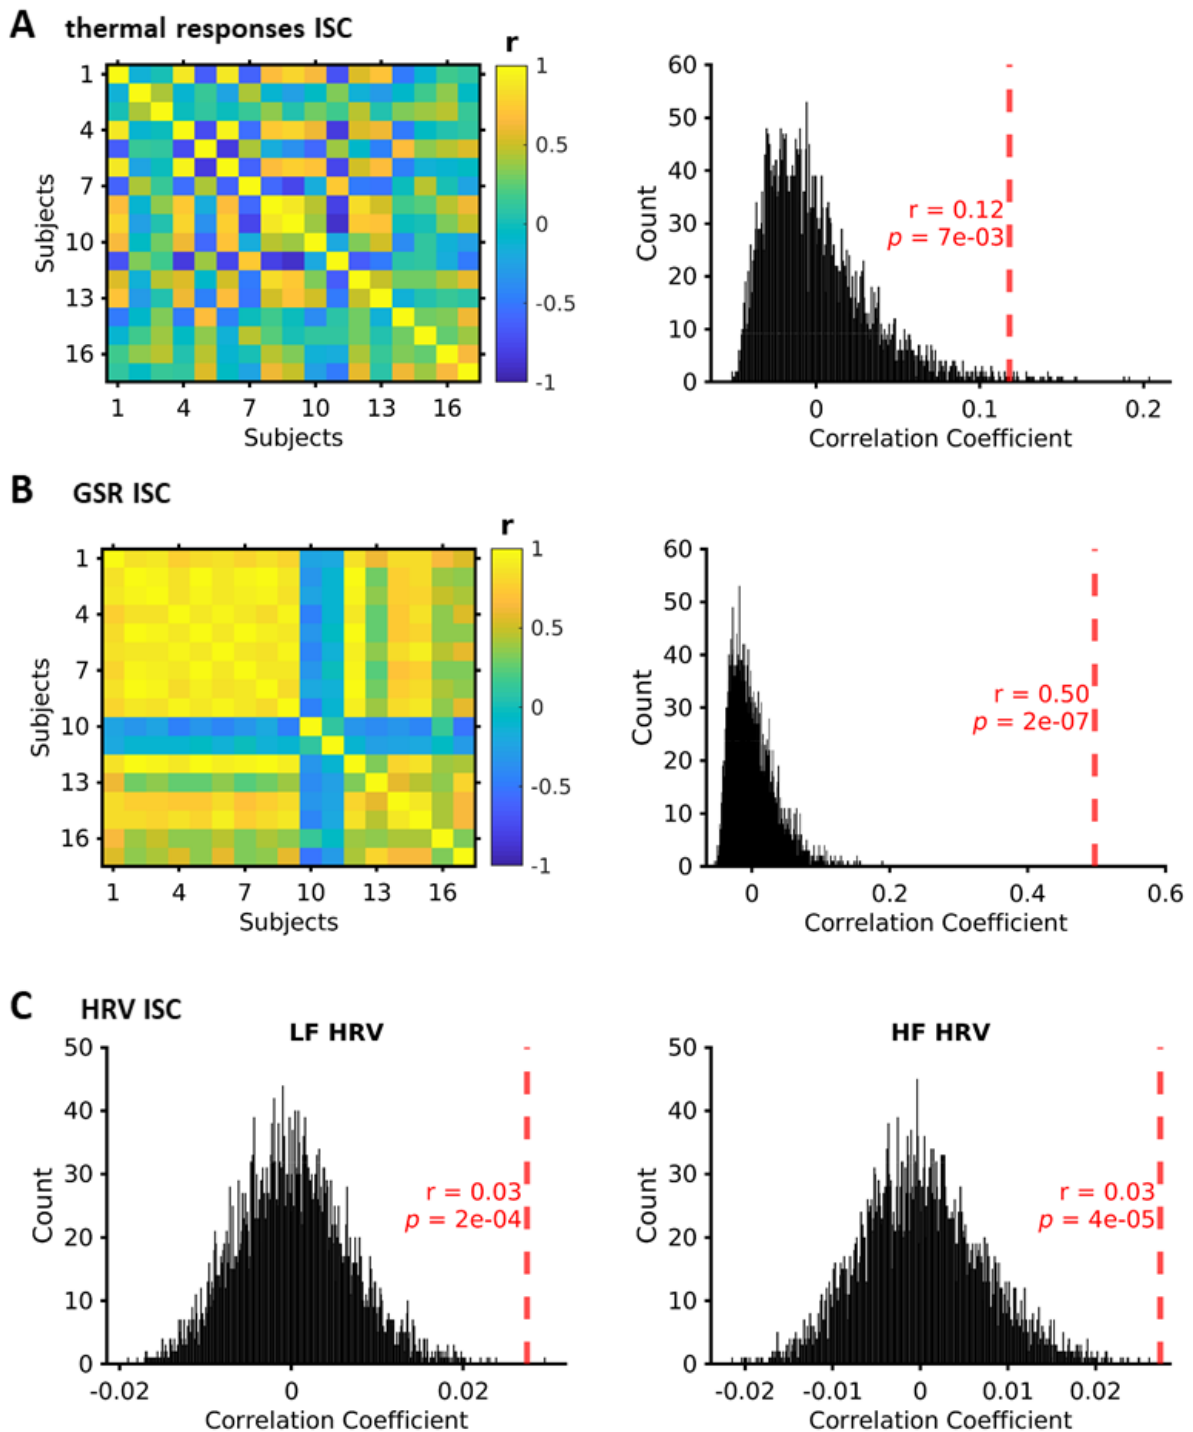 A thermal responses ISC
r
1
4
7
10
13
16
Subjects
1 4 7 10 13 16
Subjects
1
0.5
0
-0.5
-1
60
50
40
30
20
10
0
Count
r = 0.12
p = 7e-03
0 0.1 0.2
Correlation Coefficient
B GSR ISC
r
1
4
7
10
13
16
Subjects
1 4 7 10 13 16
Subjects
1
0.5
0
-0.5
-1
60
50
40
30
20
10
0
Count
r = 0.50
p = 2e-07
0 0.2 0.4 0.6
Correlation Coefficient
C HRV ISC
LF HRV
50
40
30
20
10
0
Count
r = 0.03
p = 2e-04
-0.02 0 0.02
Correlation Coefficient
HF HRV
50
40
30
20
10
0
Count
r = 0.03
p = 4e-05
-0.02 -0.01 0 0.01 0.02
Correlation Coefficient